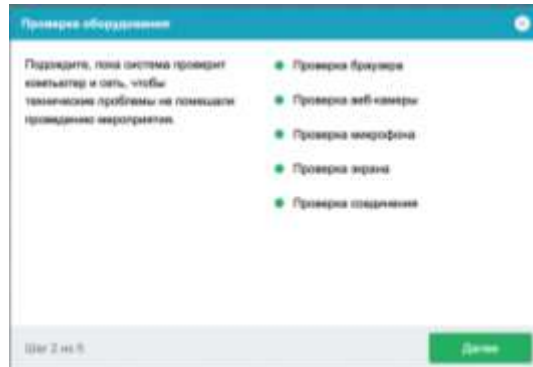 Проверка оборудования
Подождите, пока система проверит
компьютер и сеть, чтобы
технические проблемы не помешали
проведению мероприятия.
Проверка браузера
Проверка веб-камеры
Проверка микрофона
Проверка экрана
Проверка соединения
Шаг 2 из
Далее